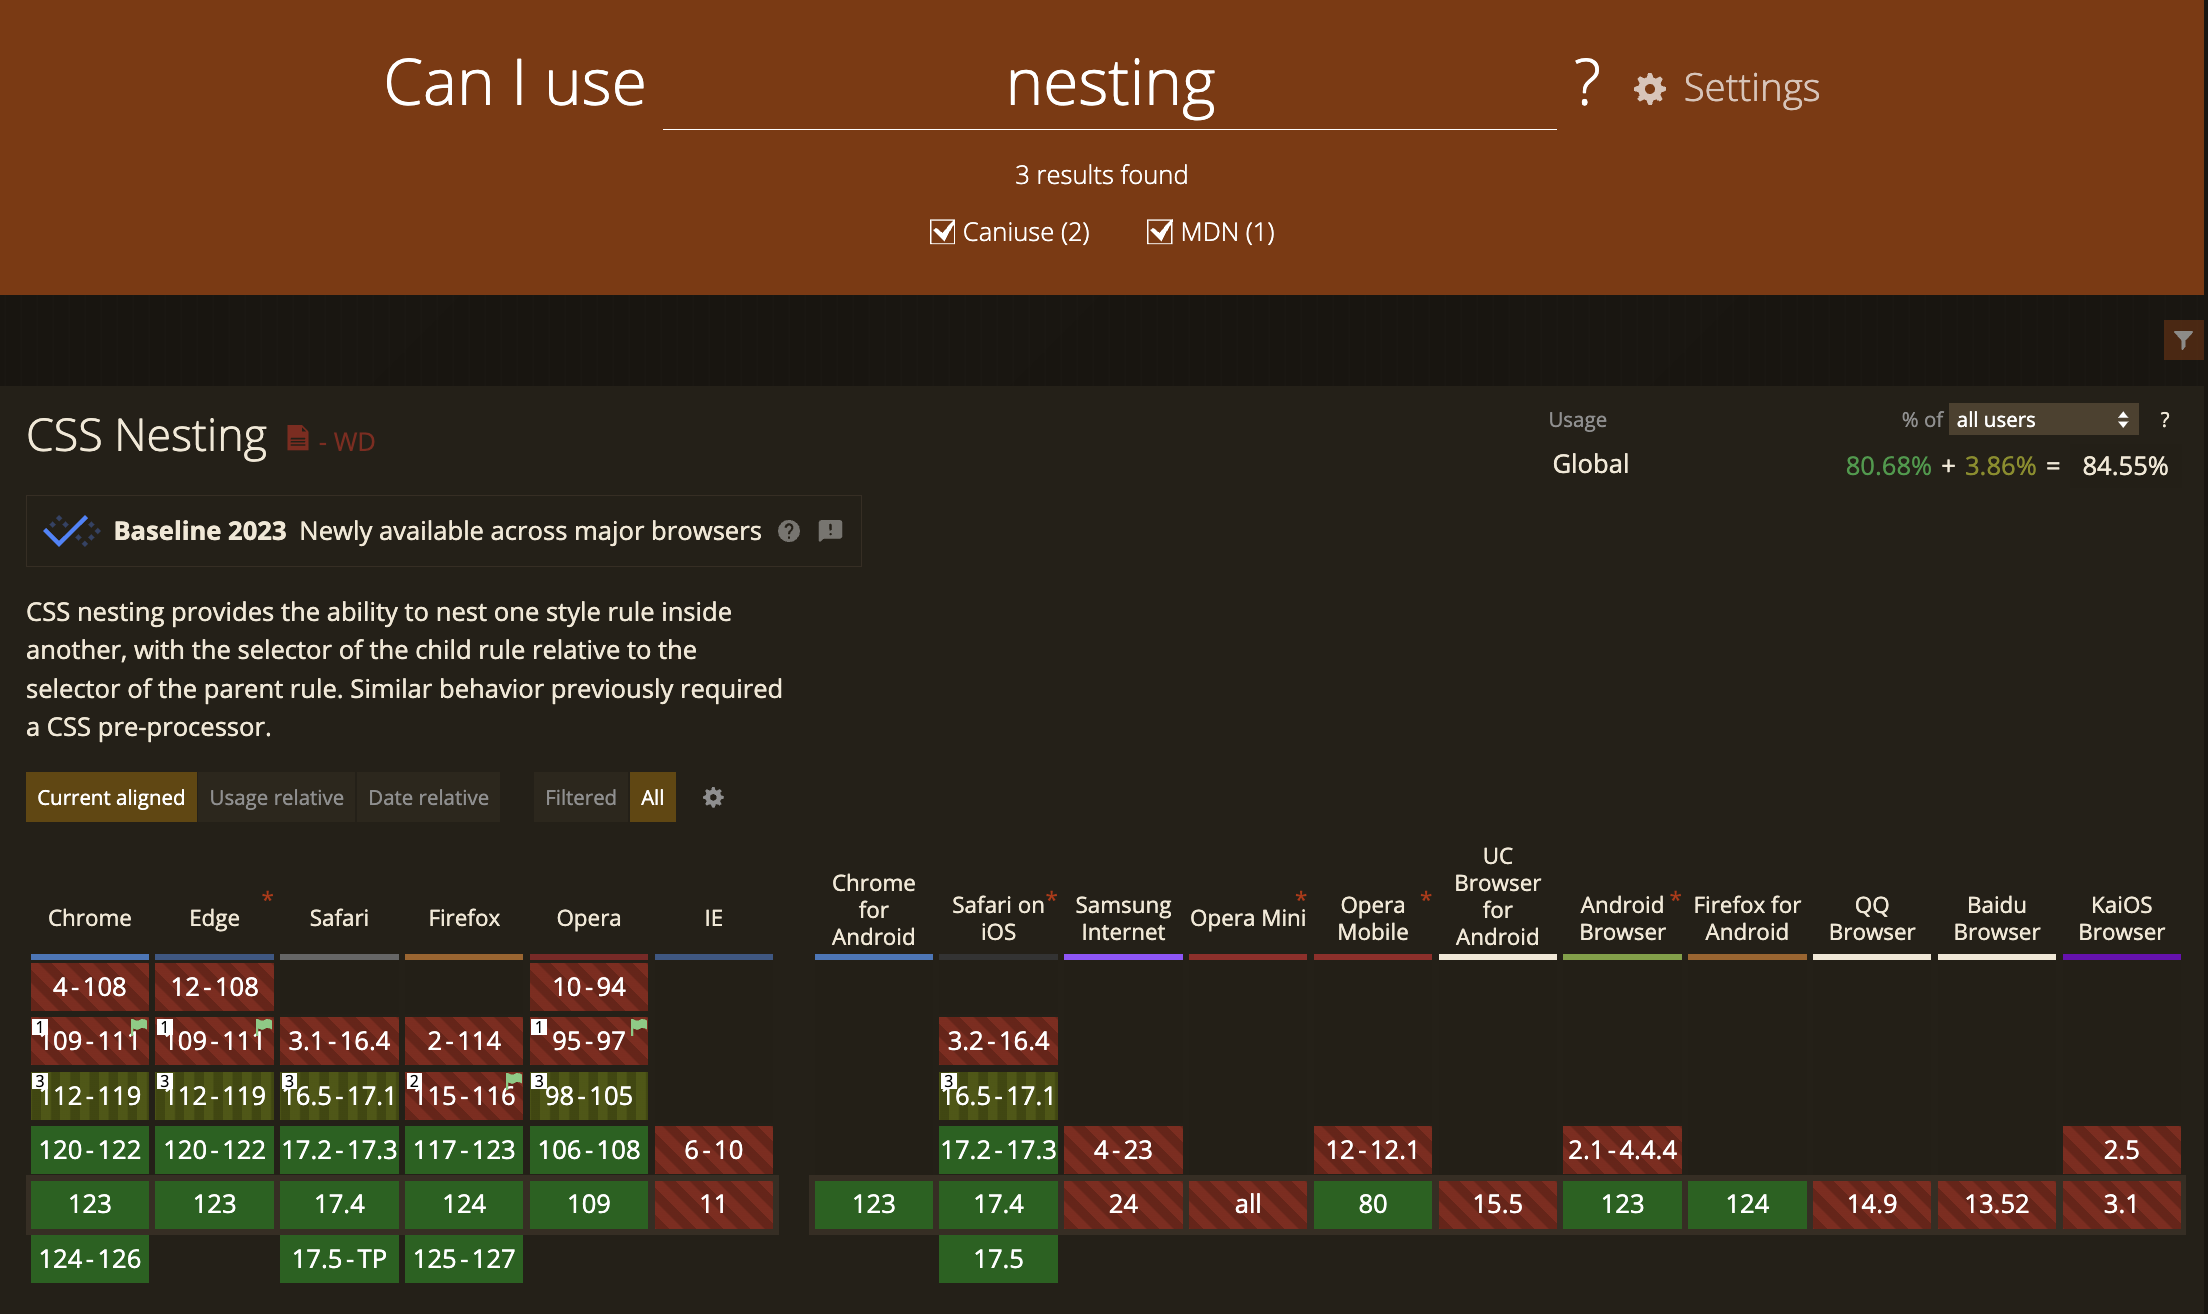 Can I use nesting ? Settings
3 results found
Caniuse (2) MDN (1)
CSS Nesting - WD
Usage % of all users ?
Global 80.68% + 3.86% = 84.55%
Baseline 2023 Newly available across major browsers ? !
CSS nesting provides the ability to nest one style rule inside
another, with the selector of the child rule relative to the
selector of the parent rule. Similar behavior previously required
a CSS pre-processor.
Current aligned Usage relative Date relative Filtered All
Chrome Edge * Safari Firefox Opera IE Chrome for Android Safari on iOS * Samsung Internet Opera Mini * Opera Mobile * UC Browser for Android Android Browser * Firefox for Android QQ Browser Baidu Browser KaiOS Browser
4-108 12-108 10-94
1 109-111 1 109-111 3.1-16.4 2-114 1 95-97 3.2-16.4
3 112-119 3 112-119 3 16.5-17.1 2 115-116 3 98-105 3 16.5-17.1
120-122 120-122 17.2-17.3 117-123 106-108 6-10 17.2-17.3 4-23 12-12.1 2.1-4.4.4 2.5
123 123 17.4 124 109 11 123 17.4 24 all 80 15.5 123 124 14.9 13.52 3.1
124-126 17.5-TP 125-127 17.5